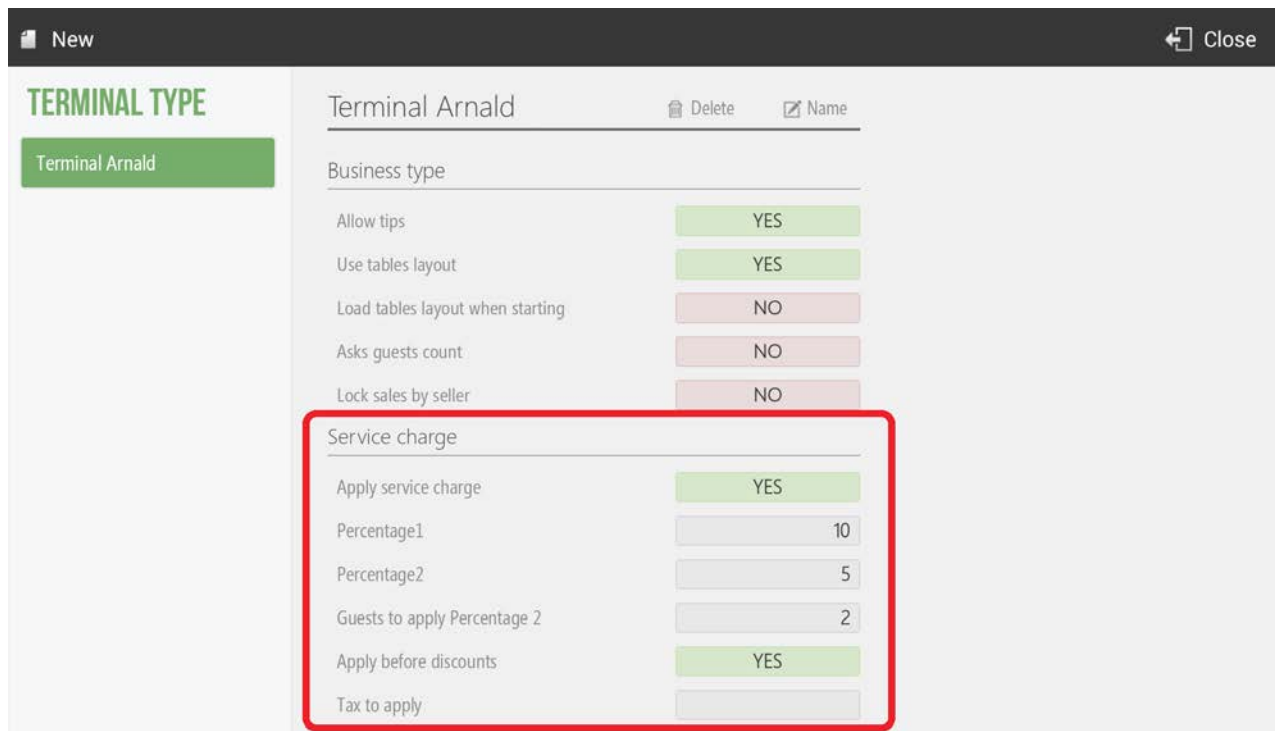 New
Close
TERMINAL TYPE
Terminal Arnald
Terminal Arnald
Delete
Name
Business type
Allow tips YES
Use tables layout YES
Load tables layout when starting NO
Asks guests count NO
Lock sales by seller NO
Service charge
Apply service charge YES
Percentage1 10
Percentage2 5
Guests to apply Percentage 2 2
Apply before discounts YES
Tax to apply